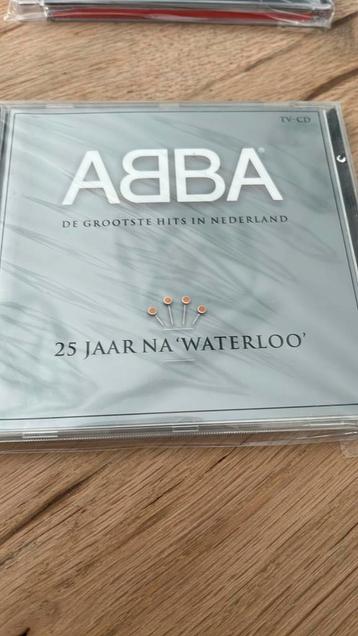 TV-CD
ABBA®
DE GROOTSTE HITS IN NEDERLAND
25 JAAR NA 'WATERLOO'